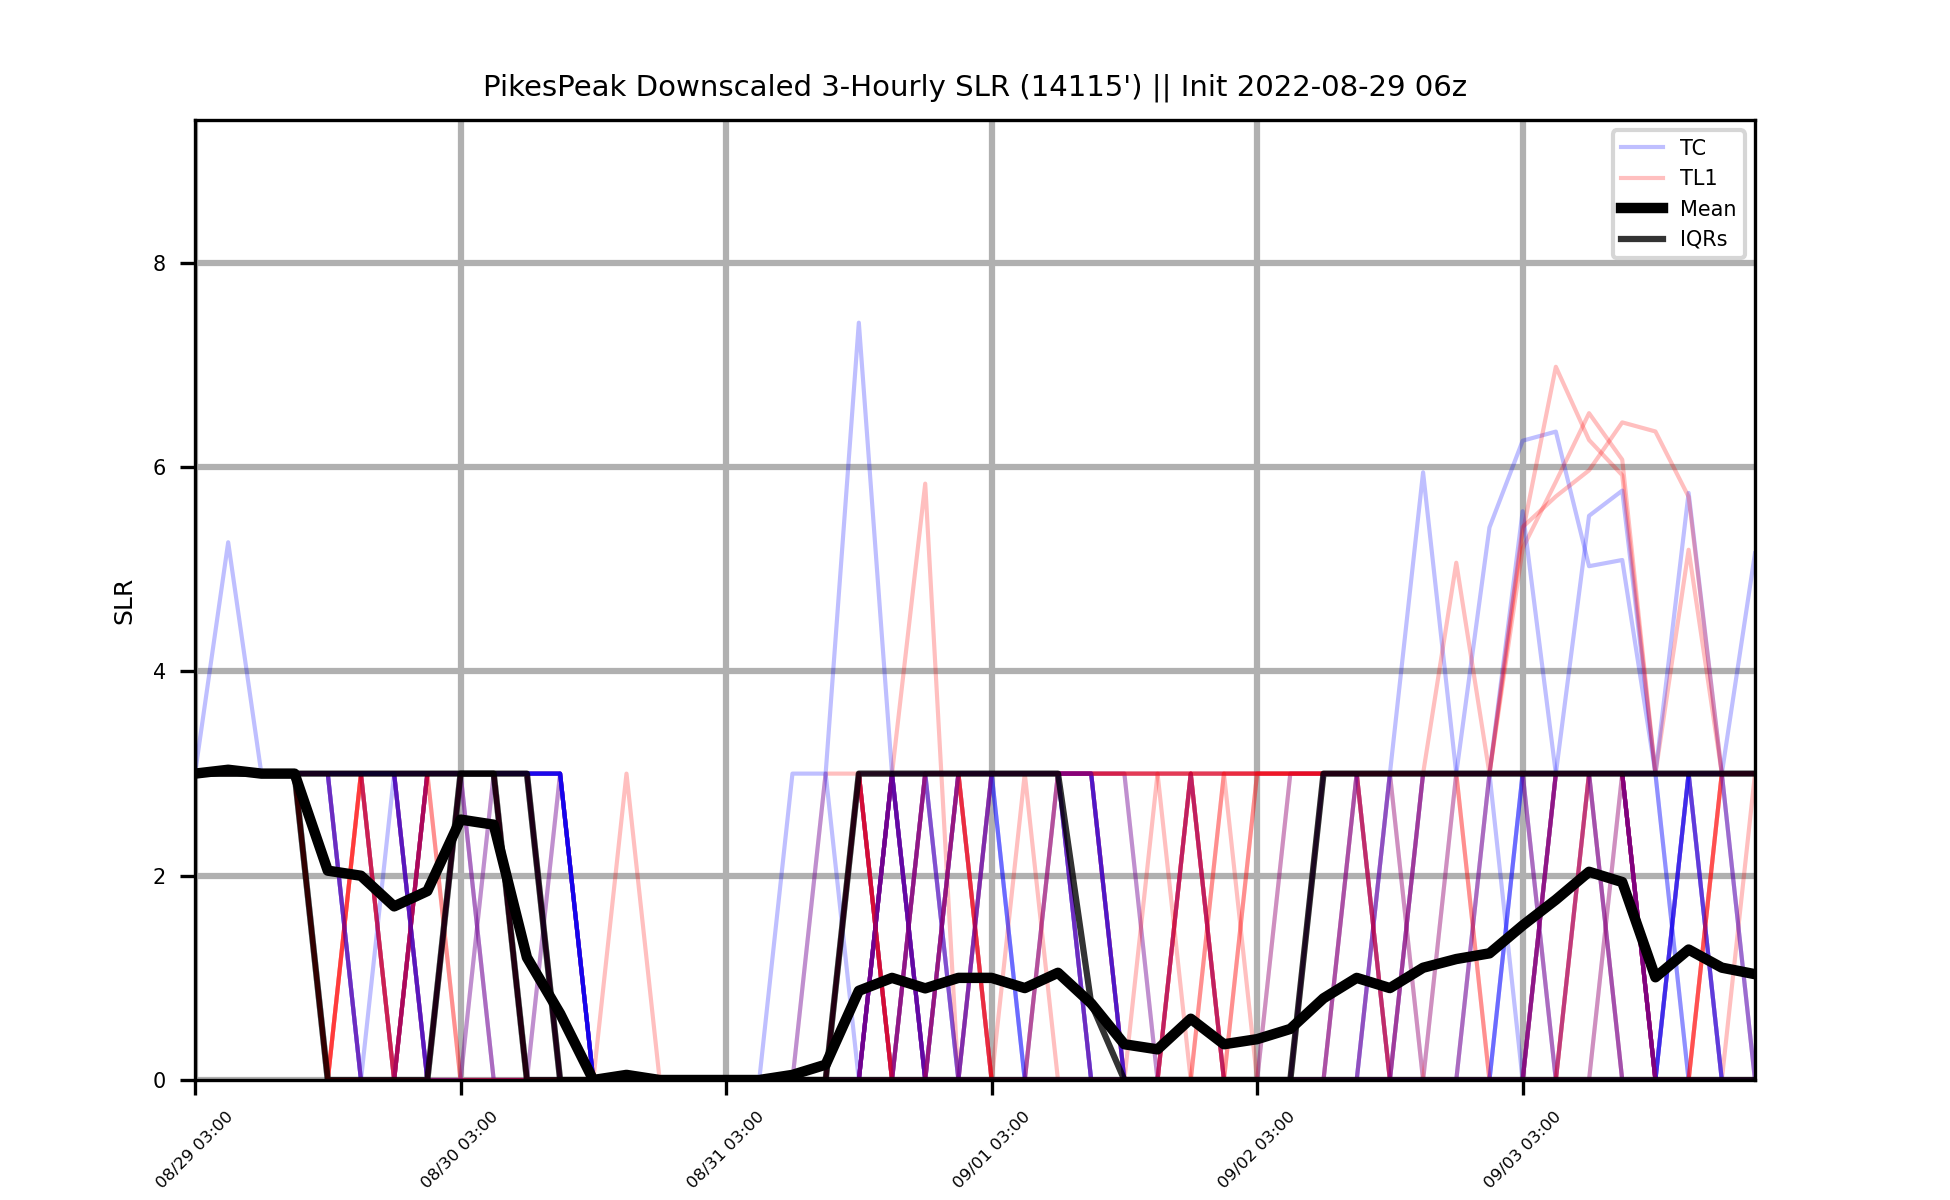 PikesPeak Downscaled 3-Hourly SLR (14115') || Init 2022-08-29 06z
TC
TL1
Mean
IQRs
8
6
4
2
0
SLR
08/29 03:00
08/30 03:00
08/31 03:00
09/01 03:00
09/02 03:00
09/03 03:00